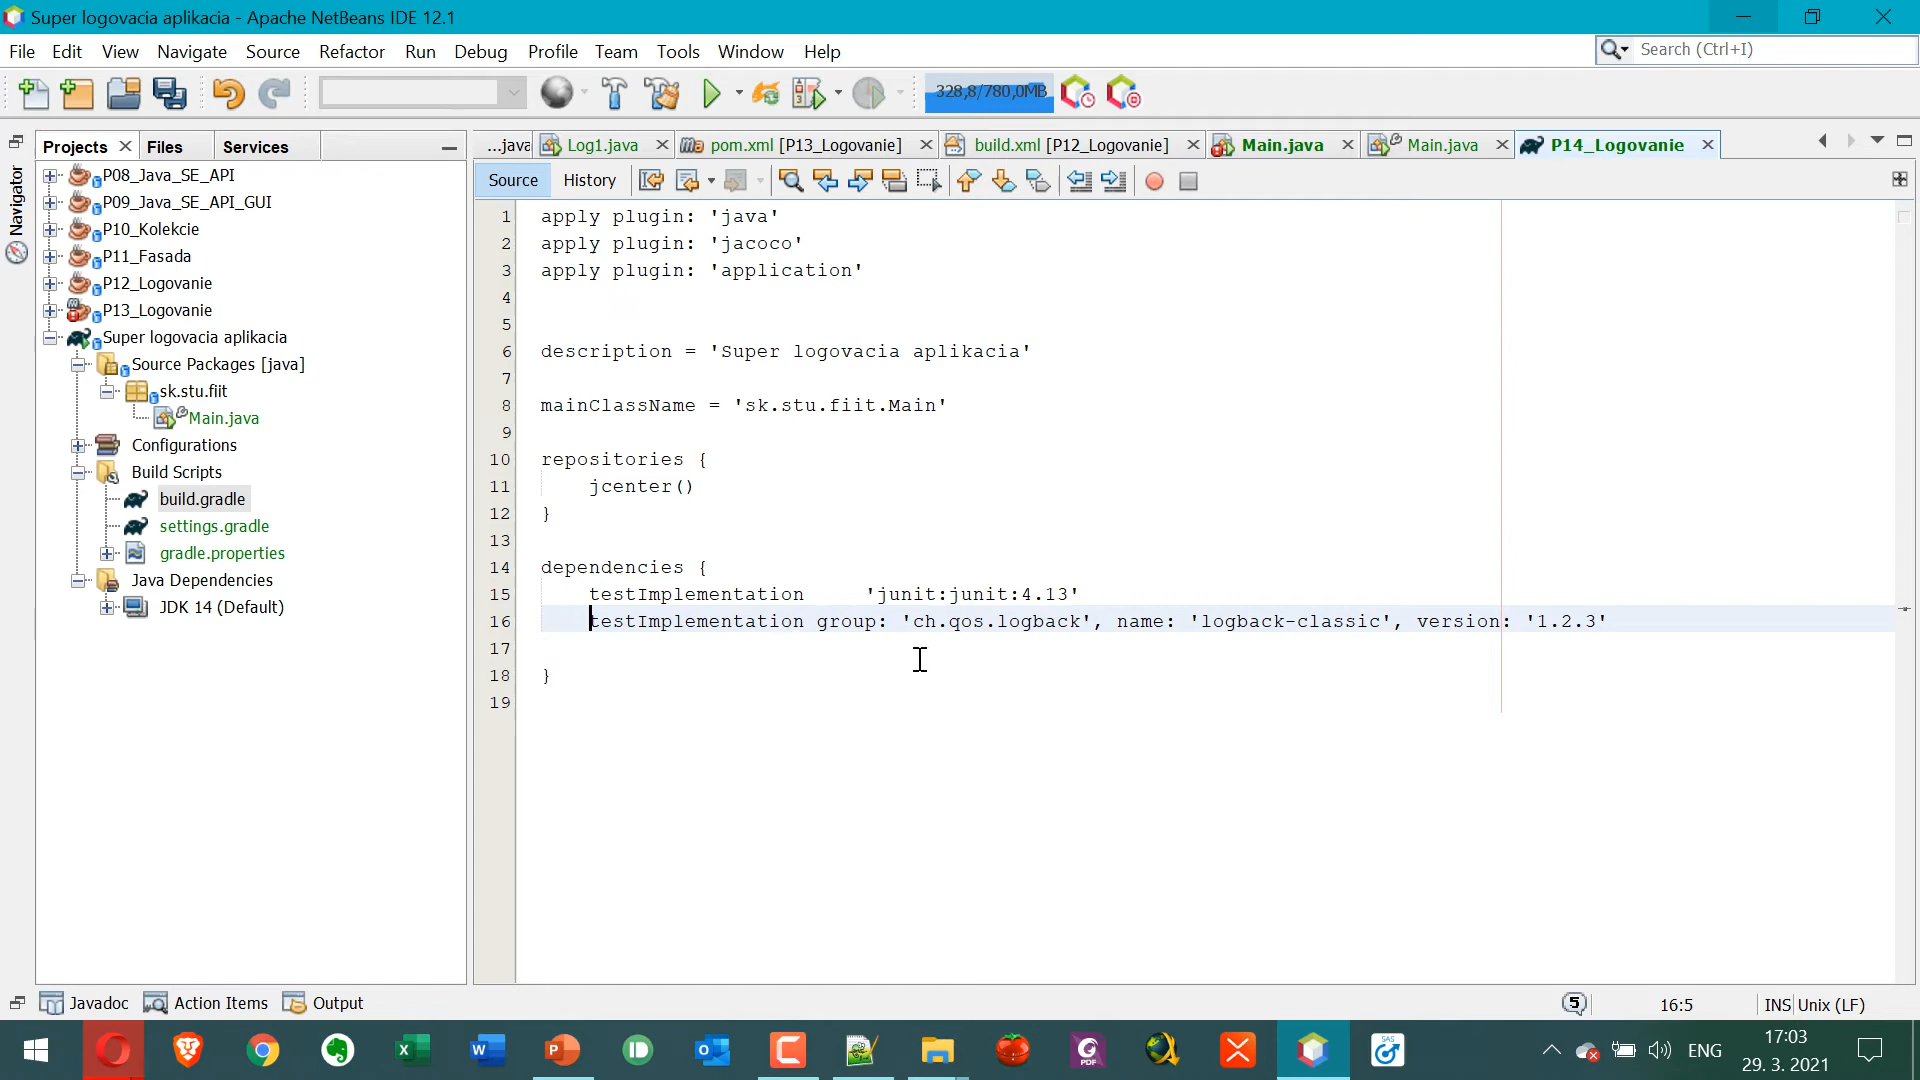 Super logovacia aplikacia - Apache NetBeans IDE 12.1
File Edit View Navigate Source Refactor Run Debug Profile Team Tools Window Help
Search (Ctrl+I)
328,8/780,0MB
Projects Files Services
...java Log1.java pom.xml [P13_Logovanie] build.xml [P12_Logovanie] Main.java Main.java P14_Logovanie
Source History
Navigator
P08_Java_SE_API
P09_Java_SE_API_GUI
P10_Kolekcie
P11_Fasada
P12_Logovanie
P13_Logovanie
Super logovacia aplikacia
Source Packages [java]
sk.stu.fiit
Main.java
Configurations
Build Scripts
build.gradle
settings.gradle
gradle.properties
Java Dependencies
JDK 14 (Default)
1 apply plugin: 'java'
2 apply plugin: 'jacoco'
3 apply plugin: 'application'
4
5
6 description = 'Super logovacia aplikacia'
7
8 mainClassName = 'sk.stu.fiit.Main'
9
10 repositories {
11 jcenter()
12 }
13
14 dependencies {
15 testImplementation 'junit:junit:4.13'
16 testImplementation group: 'ch.qos.logback', name: 'logback-classic', version: '1.2.3'
17
18 }
19
Javadoc Action Items Output
5 16:5 INS Unix (LF)
ENG
17:03
29. 3. 2021